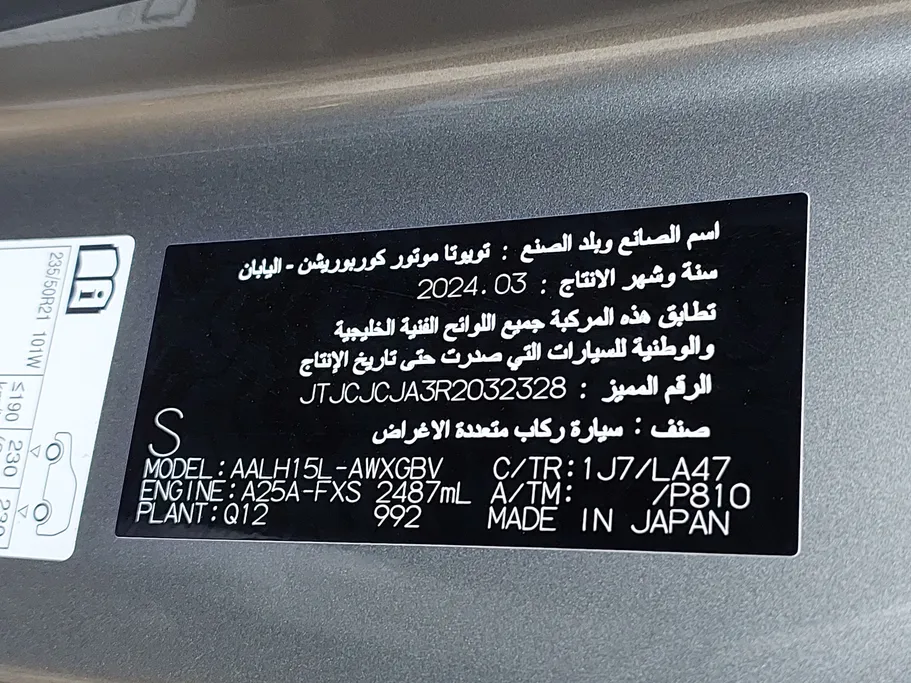 اسم الصانع وبلد الصنع : تويوتا موتور كوربوريشن - اليابان
سنة وشهر الانتاج : 2024.03
تطابق هذه المركبة جميع اللوائح الفنية الخليجية
والوطنية للسيارات التي صدرت حتى تاريخ الإنتاج
الرقم المميز : JTJCJCJA3R2032328
صنف : سيارة ركاب متعددة الاغراض
S
MODEL:AALH15L-AWXGBV C/TR:1J7/LA47
ENGINE:A25A-FXS 2487mL A/TM: /P810
PLANT:Q12 992 MADE IN JAPAN
235/50R21 101W
≤190
230